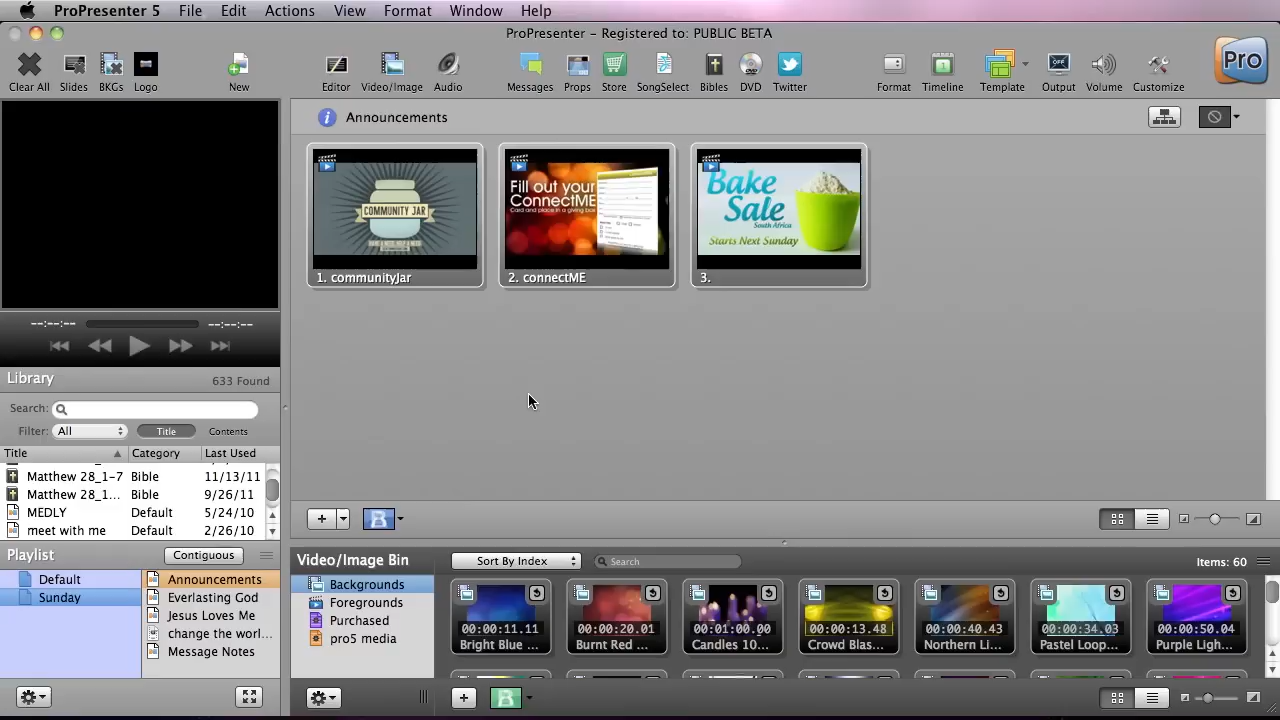 ProPresenter 5 File Edit Actions View Format Window Help
ProPresenter – Registered to: PUBLIC BETA
Clear All Slides BKGs Logo New Editor Video/Image Audio Messages Props Store SongSelect Bibles DVD Twitter Format Timeline Template Output Volume Customize
Pro
Announcements
COMMUNITY JAR
1. communityJar
Fill out your
ConnectME
Card and place in a giving box
2. connectME
Bake
Sale
South Africa
Starts Next Sunday
3.
--:--:-- --:--:--
Library 633 Found
Search:
Filter: All Title Contents
Title Category Last Used
Matthew 28_1-7 Bible 11/13/11
Matthew 28_1... Bible 9/26/11
MEDLY Default 5/24/10
meet with me Default 2/26/10
Playlist Contiguous
Default
Sunday
Announcements
Everlasting God
Jesus Loves Me
change the worl...
Message Notes
B
Video/Image Bin Sort By Index Search Items: 60
Backgrounds
Foregrounds
Purchased
pro5 media
00:00:11.11 00:00:20.01 00:01:00.00 00:00:13.48 00:00:40.43 00:00:34.03 00:00:50.04
Bright Blue ... Burnt Red ... Candles 10... Crowd Blas... Northern Li... Pastel Loop... Purple Ligh...
B